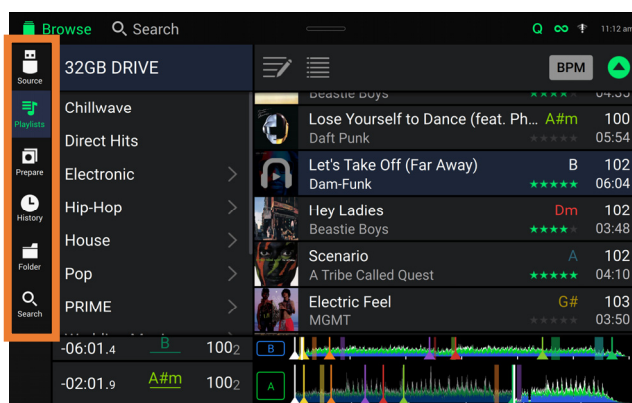 Browse Search Q 11:12 am
Source
Playlists
Prepare
History
Folder
Search
32GB DRIVE
Chillwave
Direct Hits
Electronic
Hip-Hop
House
Pop
PRIME
BPM
Beastie Boys 04:35
Lose Yourself to Dance (feat. Ph... A#m 100
Daft Punk 05:54
Let's Take Off (Far Away) B 102
Dam-Funk 06:04
Hey Ladies Dm 102
Beastie Boys 03:48
Scenario A 102
A Tribe Called Quest 04:10
Electric Feel G# 103
MGMT 03:50
-06:01.4 B 1002 B
-02:01.9 A#m 1002 A